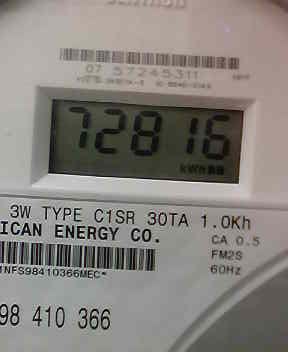 07 57245311
72816
kWh
3W TYPE C1SR 30TA 1.0Kh
ICAN ENERGY CO.
CA 0.5
FM2S
60Hz
1NFS98410366MEC*
98 410 366